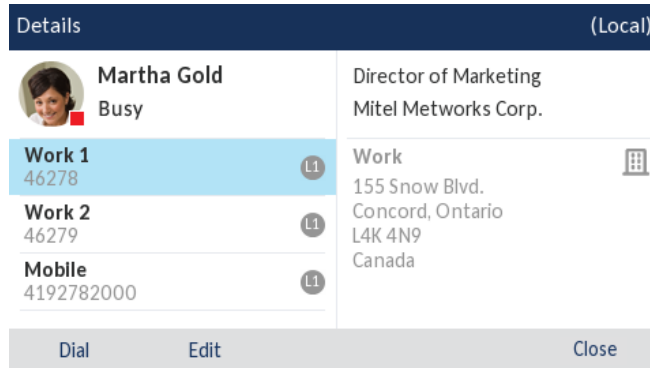 Details
(Local)
Martha Gold
Busy
Work 1
46278
L1
Work 2
46279
L1
Mobile
4192782000
L1
Director of Marketing
Mitel Metworks Corp.
Work
155 Snow Blvd.
Concord, Ontario
L4K 4N9
Canada
Dial
Edit
Close